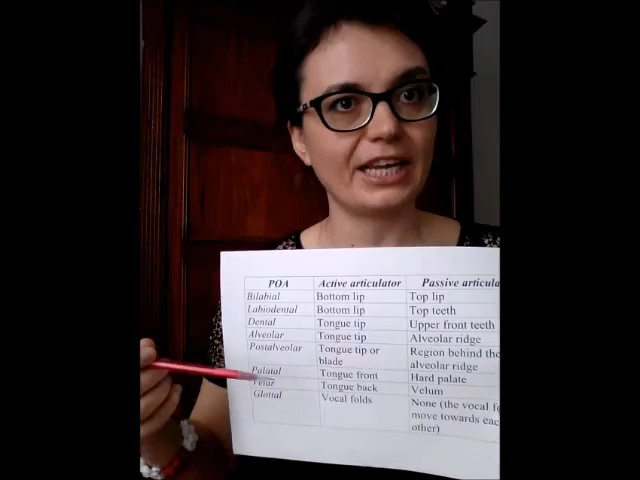 POA Active articulator Passive articula
Bilabial Bottom lip Top lip
Labiodental Bottom lip Top teeth
Dental Tongue tip Upper front teeth
Alveolar Tongue tip Alveolar ridge
Postalveolar Tongue tip or Region behind the
blade alveolar ridge
Palatal Tongue front Hard palate
Velar Tongue back Velum
Glottal Vocal folds None (the vocal f
move towards eac
other)